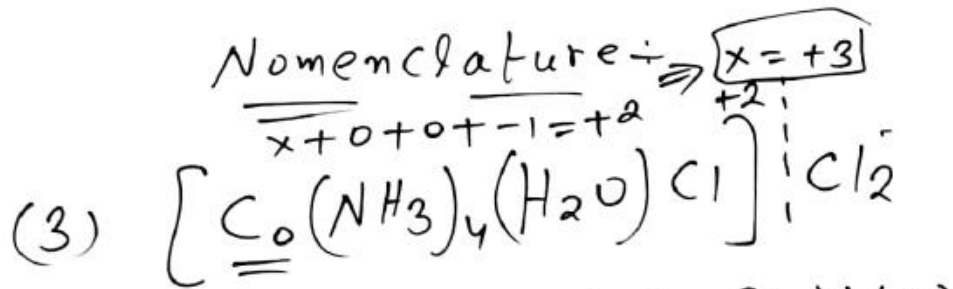 Nomenclature÷ ⇒ x = +3
x+0+0+-1=+2 +2
(3) [Co(NH3)4(H2O)Cl] Cl2-